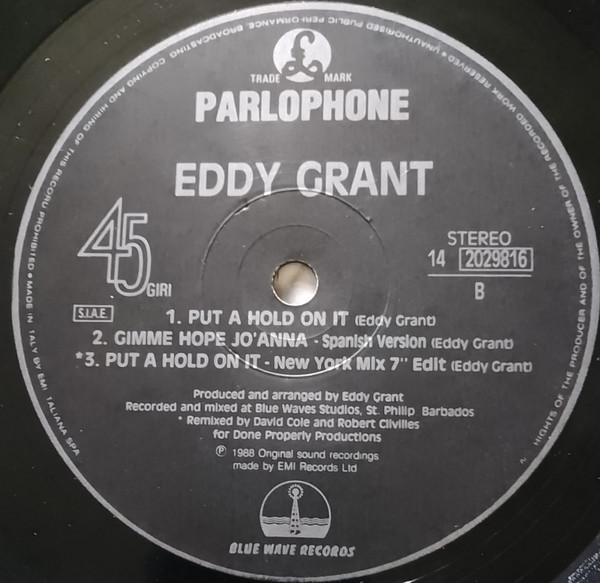 £
TRADE MARK
PARLOPHONE
EDDY GRANT
45 GIRI
STEREO
14 2029816
B
S.I.A.E.
1. PUT A HOLD ON IT (Eddy Grant)
2. GIMME HOPE JO'ANNA - Spanish Version (Eddy Grant)
*3. PUT A HOLD ON IT - New York Mix 7" Edit (Eddy Grant)
Produced and arranged by Eddy Grant
Recorded and mixed at Blue Waves Studios, St. Philip Barbados
* Remixed by David Cole and Robert Clivilles
for Done Properly Productions
℗ 1988 Original sound recordings
made by EMI Records Ltd
BLUE WAVE RECORDS
RIGHTS OF THE PRODUCER AND OF THE OWNER OF THE RECORDED WORK RESERVED • UNAUTHORISED PUBLIC PERFORMANCE, BROADCASTING, COPYING AND HIRING OF THIS RECORD PROHIBITED • MADE IN ITALY BY EMI ITALIANA SPA